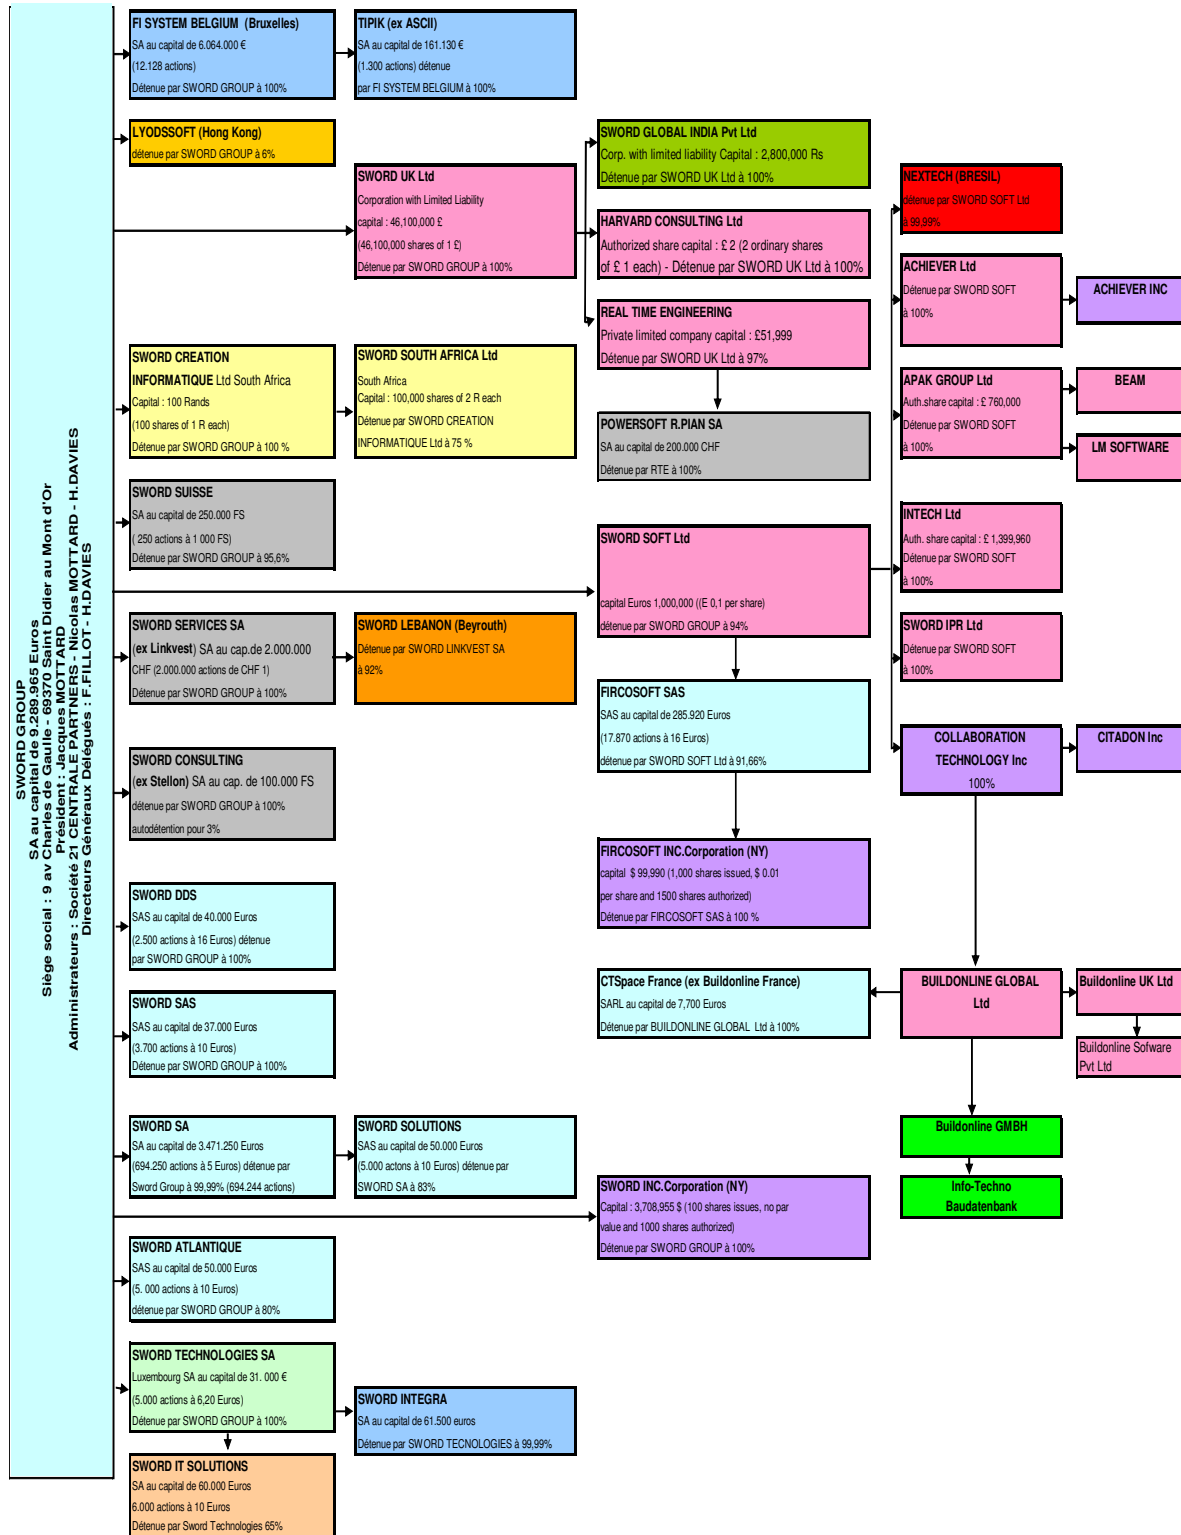 SWORD GROUP
SA au capital de 9.289.965 Euros
Siège social : 9 av Charles de Gaulle - 69370 Saint Didier au Mont d'Or
Président : Jacques MOTTARD
Administrateurs : Société 21 CENTRALE PARTNERS - Nicolas MOTTARD - H.DAVIES
Directeurs Généraux Délégués : F.FILLOT - H.DAVIES
FI SYSTEM BELGIUM (Bruxelles)
SA au capital de 6.064.000 €
(12.128 actions)
Détenue par SWORD GROUP à 100%
TIPIK (ex ASCII)
SA au capital de 161.130 €
(1.300 actions) détenue
par FI SYSTEM BELGIUM à 100%
LYODSSOFT (Hong Kong)
détenue par SWORD GROUP à 6%
SWORD UK Ltd
Corporation with Limited Liability
capital : 46,100,000 £
(46,100,000 shares of 1 £)
Détenue par SWORD GROUP à 100%
SWORD GLOBAL INDIA Pvt Ltd
Corp. with limited liability Capital : 2,800,000 Rs
Détenue par SWORD UK Ltd à 100%
HARVARD CONSULTING Ltd
Authorized share capital : £ 2 (2 ordinary shares
of £ 1 each) - Détenue par SWORD UK Ltd à 100%
REAL TIME ENGINEERING
Private limited company capital : £51,999
Détenue par SWORD UK Ltd à 97%
POWERSOFT R.PIAN SA
SA au capital de 200.000 CHF
Détenue par RTE à 100%
NEXTECH (BRESIL)
détenue par SWORD SOFT Ltd
à 99,99%
ACHIEVER Ltd
Détenue par SWORD SOFT
à 100%
ACHIEVER INC
APAK GROUP Ltd
Auth.share capital : £ 760,000
Détenue par SWORD SOFT
à 100%
BEAM
LM SOFTWARE
INTECH Ltd
Auth. share capital : £ 1,399,960
Détenue par SWORD SOFT
à 100%
SWORD IPR Ltd
Détenue par SWORD SOFT
à 100%
COLLABORATION
TECHNOLOGY Inc
100%
CITADON Inc
SWORD CREATION
INFORMATIQUE Ltd South Africa
Capital : 100 Rands
(100 shares of 1 R each)
Détenue par SWORD GROUP à 100 %
SWORD SOUTH AFRICA Ltd
South Africa
Capital : 100,000 shares of 2 R each
Détenue par SWORD CREATION
INFORMATIQUE Ltd à 75 %
SWORD SUISSE
SA au capital de 250.000 FS
( 250 actions à 1 000 FS)
Détenue par SWORD GROUP à 95,6%
SWORD SOFT Ltd
capital Euros 1,000,000 ((E 0,1 per share)
détenue par SWORD GROUP à 94%
SWORD SERVICES SA
(ex Linkvest) SA au cap.de 2.000.000
CHF (2.000.000 actions de CHF 1)
Détenue par SWORD GROUP à 100%
SWORD LEBANON (Beyrouth)
Détenue par SWORD LINKVEST SA
à 92%
FIRCOSOFT SAS
SAS au capital de 285.920 Euros
(17.870 actions à 16 Euros)
détenue par SWORD SOFT Ltd à 91,66%
SWORD CONSULTING
(ex Stellon) SA au cap. de 100.000 FS
détenue par SWORD GROUP à 100%
autodétention pour 3%
FIRCOSOFT INC.Corporation (NY)
capital $ 99,990 (1,000 shares issued, $ 0.01
per share and 1500 shares authorized)
Détenue par FIRCOSOFT SAS à 100 %
SWORD DDS
SAS au capital de 40.000 Euros
(2.500 actions à 16 Euros) détenue
par SWORD GROUP à 100%
CTSpace France (ex Buildonline France)
SARL au capital de 7,700 Euros
Détenue par BUILDONLINE GLOBAL Ltd à 100%
BUILDONLINE GLOBAL
Ltd
Buildonline UK Ltd
Buildonline Sofware
Pvt Ltd
SWORD SAS
SAS au capital de 37.000 Euros
(3.700 actions à 10 Euros)
Détenue par SWORD GROUP à 100%
SWORD SA
SA au capital de 3.471.250 Euros
(694.250 actions à 5 Euros) détenue par
Sword Group à 99,99% (694.244 actions)
SWORD SOLUTIONS
SAS au capital de 50.000 Euros
(5.000 actons à 10 Euros) détenue par
SWORD SA à 83%
Buildonline GMBH
Info-Techno
Baudatenbank
SWORD INC.Corporation (NY)
Capital : 3,708,955 $ (100 shares issues, no par
value and 1000 shares authorized)
Détenue par SWORD GROUP à 100%
SWORD ATLANTIQUE
SAS au capital de 50.000 Euros
(5. 000 actions à 10 Euros)
détenue par SWORD GROUP à 80%
SWORD TECHNOLOGIES SA
Luxembourg SA au capital de 31. 000 €
(5.000 actions à 6,20 Euros)
Détenue par SWORD GROUP à 100%
SWORD INTEGRA
SA au capital de 61.500 euros
Détenue par SWORD TECNOLOGIES à 99,99%
SWORD IT SOLUTIONS
SA au capital de 60.000 Euros
6.000 actions à 10 Euros
Détenue par Sword Technologies 65%